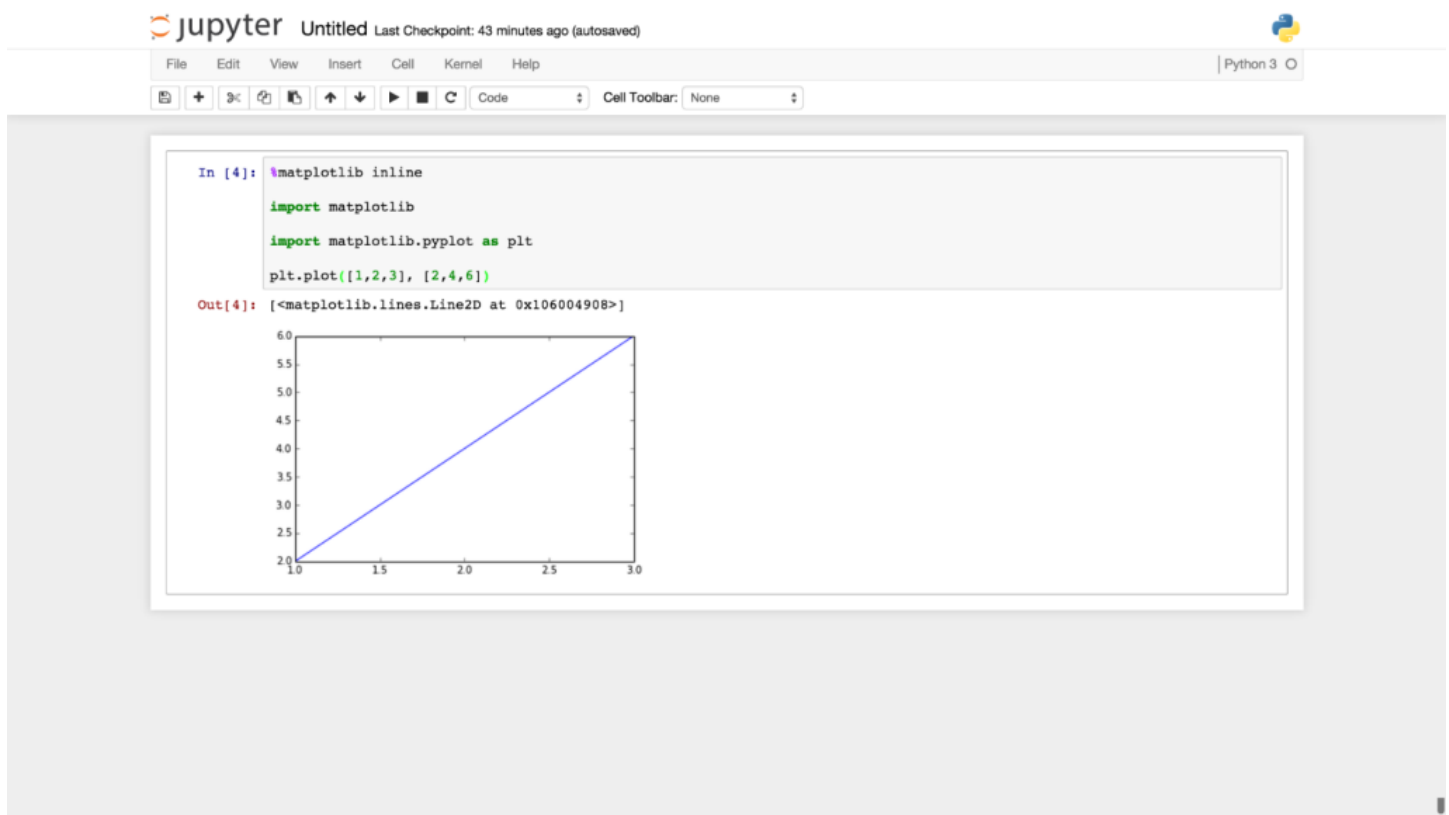 jupyter Untitled Last Checkpoint: 43 minutes ago (autosaved)
File Edit View Insert Cell Kernel Help Python 3
Code Cell Toolbar: None
In [4]: %matplotlib inline
import matplotlib
import matplotlib.pyplot as plt
plt.plot([1,2,3], [2,4,6])
Out[4]: [<matplotlib.lines.Line2D at 0x106004908>]
6.0
5.5
5.0
4.5
4.0
3.5
3.0
2.5
2.0
1.0 1.5 2.0 2.5 3.0